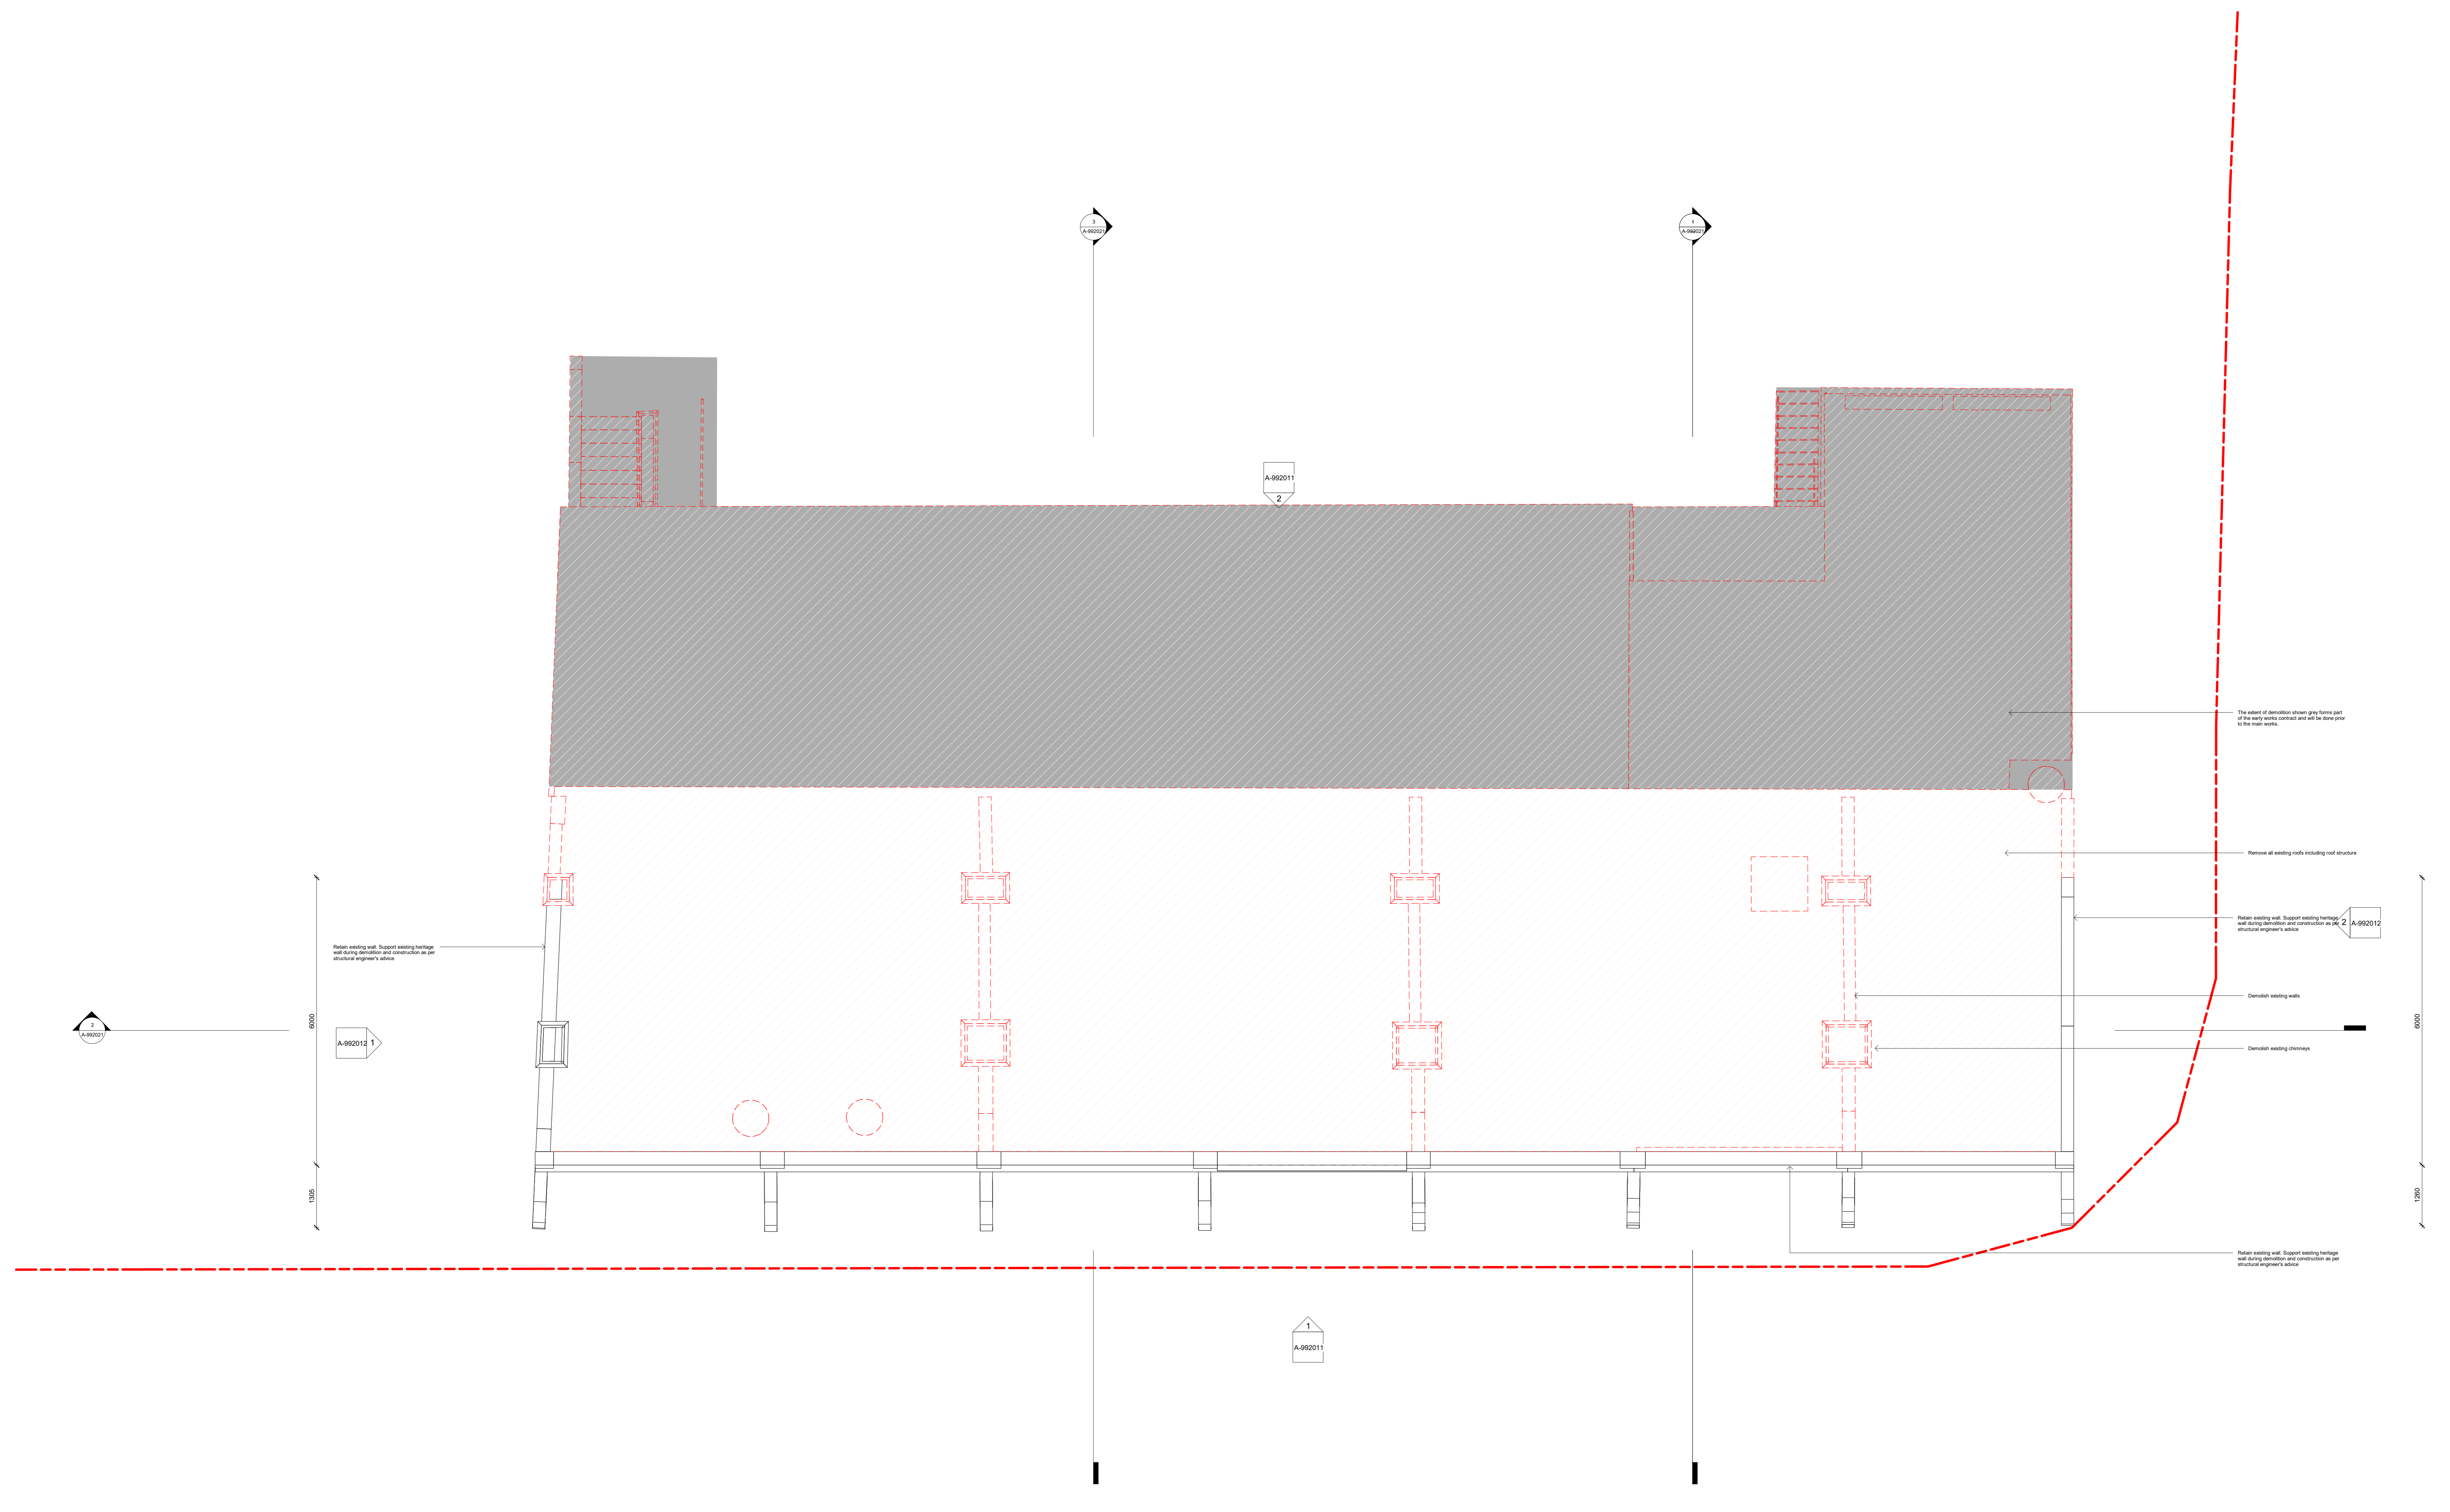 3
A-992021
1
A-992021
A-992011
2
The extent of demolition shown grey forms part
of the early works contract and will be done prior
to the main works.
Remove all existing roofs including roof structure
Retain existing wall. Support existing heritage
wall during demolition and construction as per
structural engineer's advice
2
A-992012
Retain existing wall. Support existing heritage
wall during demolition and construction as per
structural engineer's advice
Demolish existing walls
6000
6000
2
A-992021
A-992012
1
Demolish existing chimneys
1305
1260
Retain existing wall. Support existing heritage
wall during demolition and construction as per
structural engineer's advice
1
A-992011